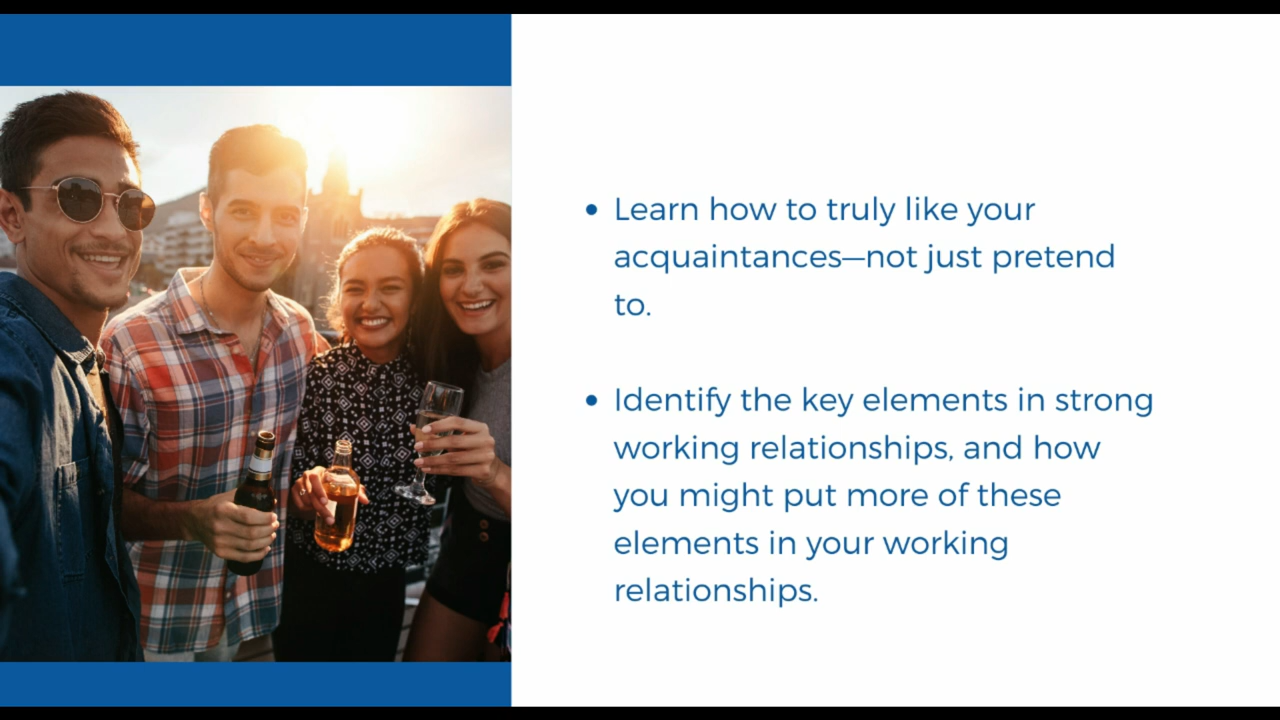 • Learn how to truly like your
acquaintances—not just pretend
to.
• Identify the key elements in strong
working relationships, and how
you might put more of these
elements in your working
relationships.